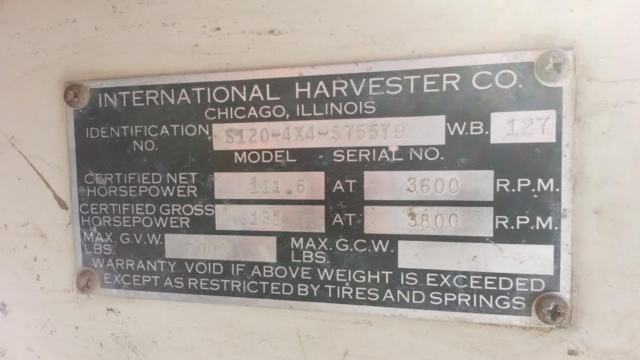 INTERNATIONAL HARVESTER CO.
CHICAGO, ILLINOIS
IDENTIFICATION NO. S120-4X4-S75579 W.B. 127
MODEL SERIAL NO.
CERTIFIED NET HORSEPOWER 111.6 AT 3600 R.P.M.
CERTIFIED GROSS HORSEPOWER 131 AT 3800 R.P.M.
MAX. G.V.W. LBS. MAX. G.C.W. LBS.
WARRANTY VOID IF ABOVE WEIGHT IS EXCEEDED
EXCEPT AS RESTRICTED BY TIRES AND SPRINGS